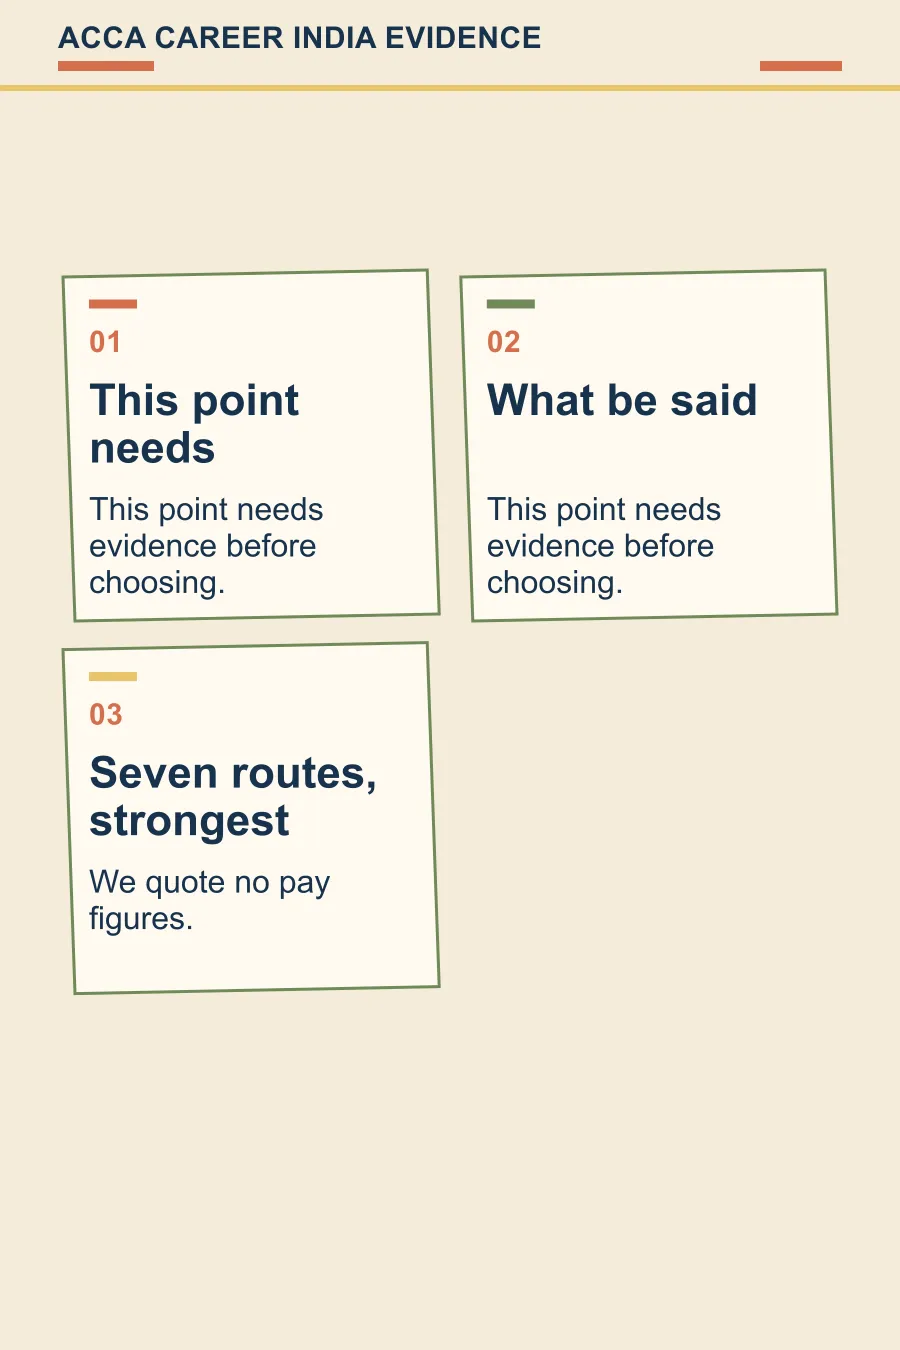 ACCA CAREER INDIA EVIDENCE
01
This point
needs
This point needs
evidence before
choosing.
02
What be said
This point needs
evidence before
choosing.
03
Seven routes,
strongest
We quote no pay
figures.